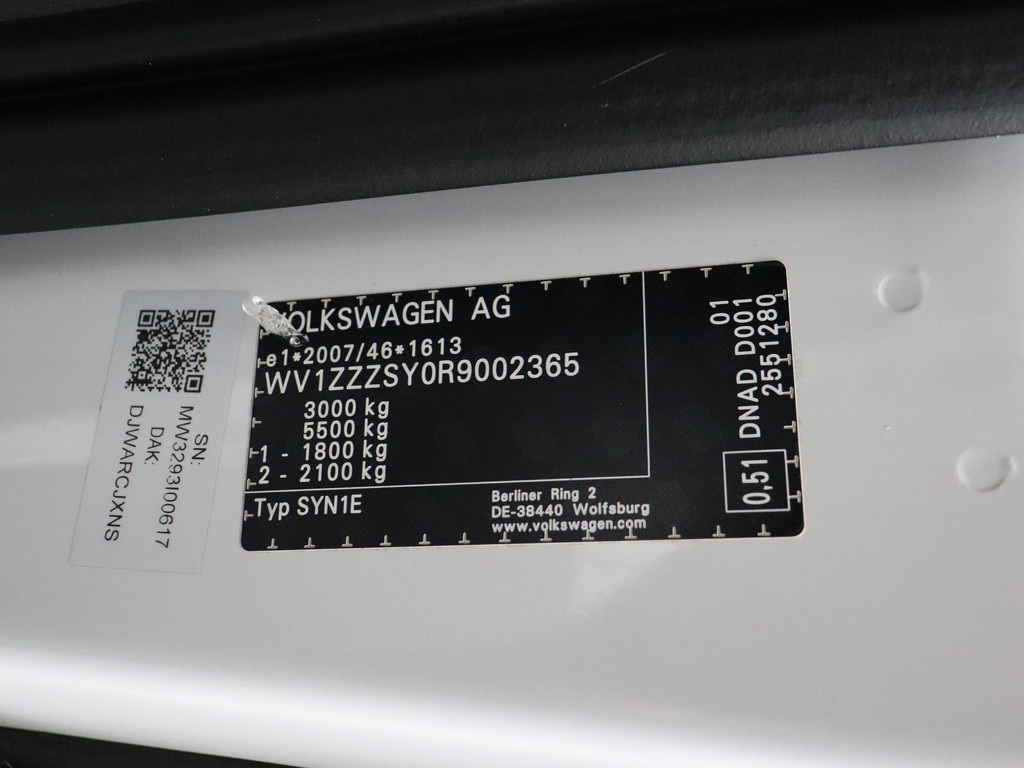 VOLKSWAGEN AG
e1*2007/46*1613
WV1ZZZSY0R9002365
3000 kg
5500 kg
1 - 1800 kg
2 - 2100 kg
Typ SYN1E
Berliner Ring 2
DE-38440 Wolfsburg
www.volkswagen.com
0,51
DNAD D001 01
2551280
SN:
MW3293I00617
DAK:
DJWARCJXNS